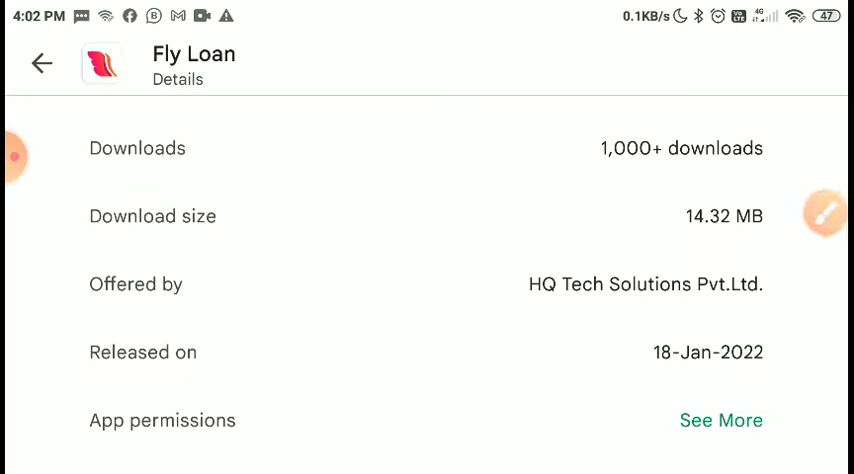 4:02 PM 0.1KB/s 4G 47
Fly Loan
Details
Downloads 1,000+ downloads
Download size 14.32 MB
Offered by HQ Tech Solutions Pvt.Ltd.
Released on 18-Jan-2022
App permissions See More